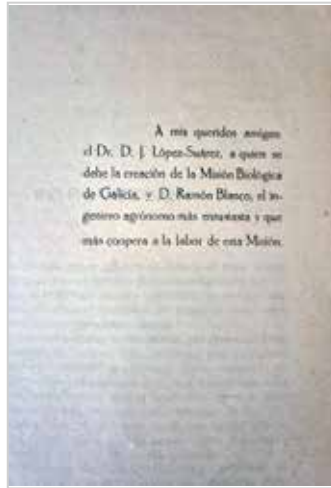 A mis queridos amigos
el Dr. D. J. López-Suárez, a quien se
debe la creación de la Misión Biológica
de Galicia, y D. Ramón Blanco, el in-
geniero agrónomo más entusiasta y que
más coopera a la labor de esta Misión.